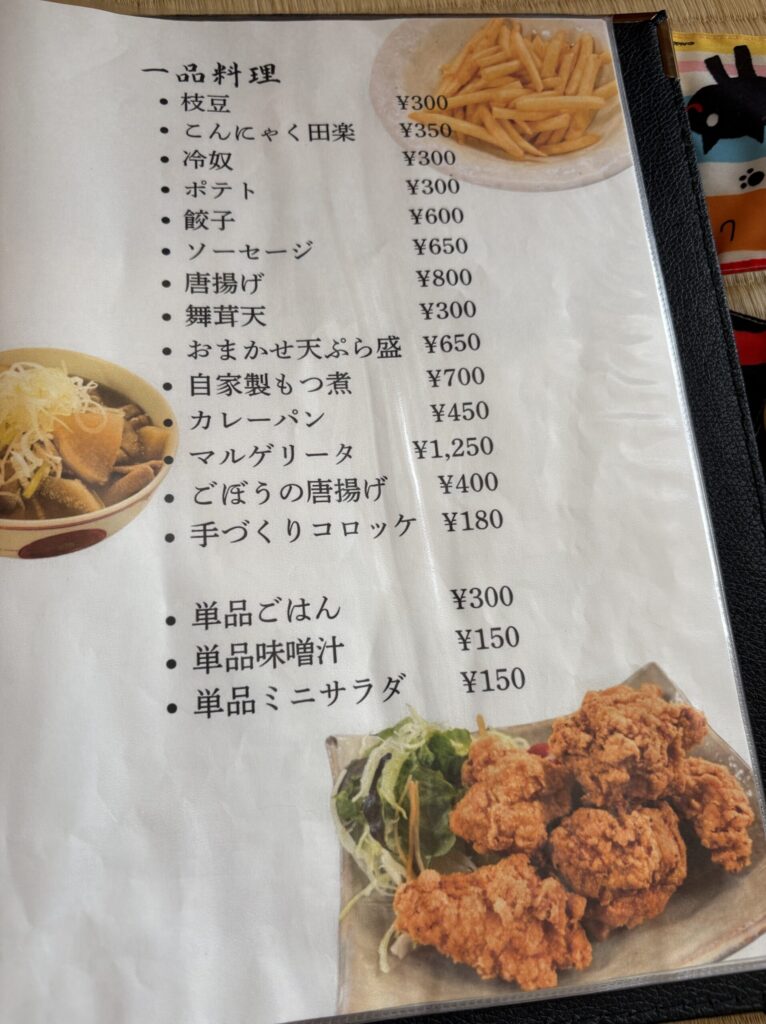 一品料理
• 枝豆 ¥300
• こんにゃく田楽 ¥350
• 冷奴 ¥300
• ポテト ¥300
• 餃子 ¥600
• ソーセージ ¥650
• 唐揚げ ¥800
• 舞茸天 ¥300
• おまかせ天ぷら盛 ¥650
• 自家製もつ煮 ¥700
• カレーパン ¥450
• マルゲリータ ¥1,250
• ごぼうの唐揚げ ¥400
• 手づくりコロッケ ¥180
• 単品ごはん ¥300
• 単品味噌汁 ¥150
• 単品ミニサラダ ¥150